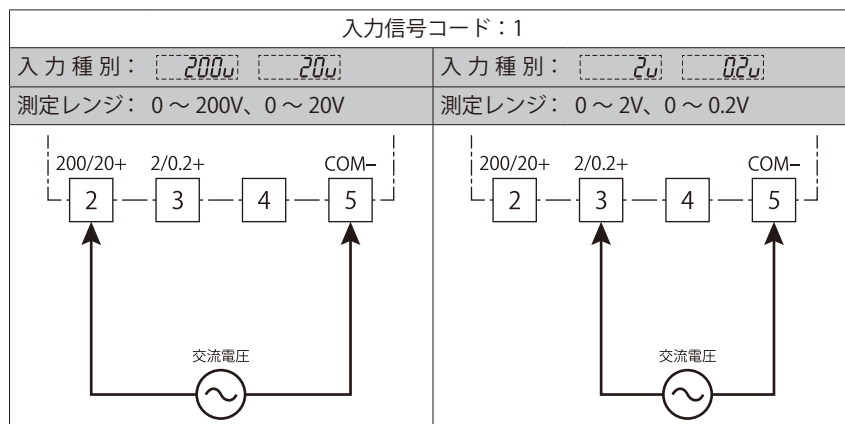 入力信号コード：1
入力種別： 200u 20u
測定レンジ： 0～200V、0～20V
200/20+ 2/0.2+ COM−
2 3 4 5
交流電圧
入力種別： 2u 0.2u
測定レンジ： 0～2V、0～0.2V
200/20+ 2/0.2+ COM−
2 3 4 5
交流電圧